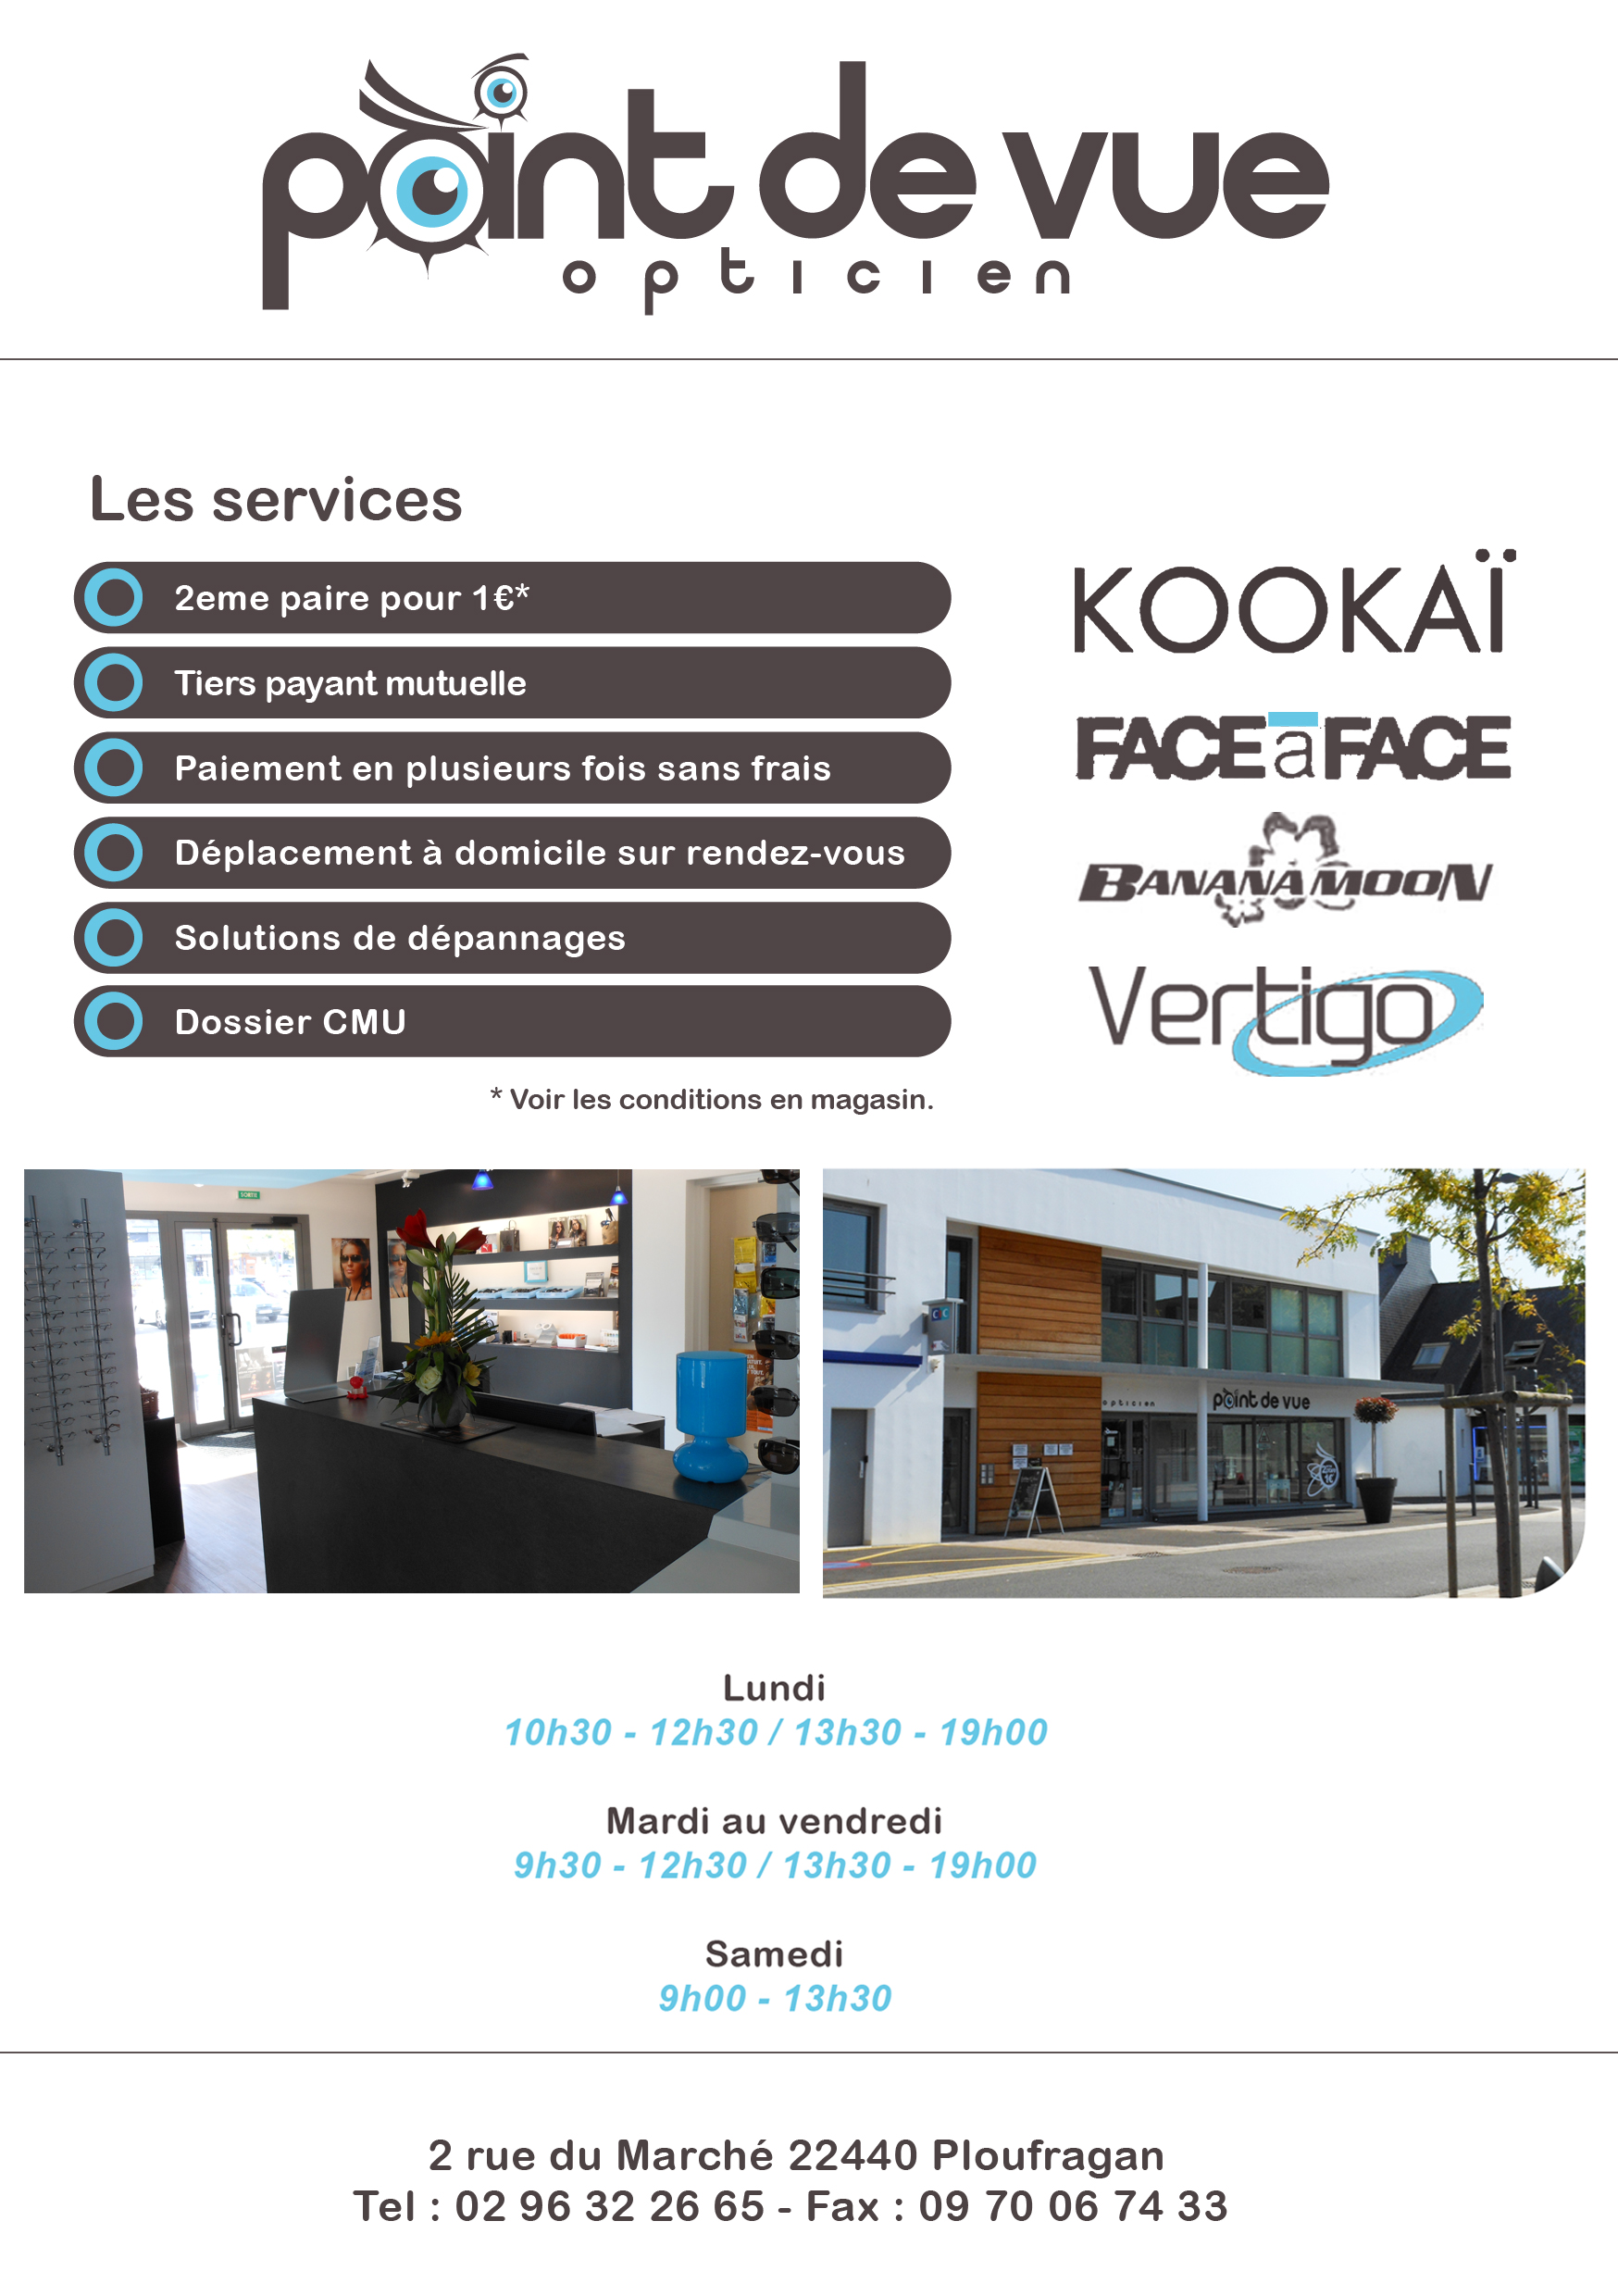 point de vue
opticien
Les services
2eme paire pour 1€*
Tiers payant mutuelle
Paiement en plusieurs fois sans frais
Déplacement à domicile sur rendez-vous
Solutions de dépannages
Dossier CMU
* Voir les conditions en magasin.
KOOKAÏ
FACE à FACE
BANANA MOON
Vertigo
SORTIE
CIC
opticien
point de vue
Lundi
10h30 - 12h30 / 13h30 - 19h00
Mardi au vendredi
9h30 - 12h30 / 13h30 - 19h00
Samedi
9h00 - 13h30
2 rue du Marché 22440 Ploufragan
Tel : 02 96 32 26 65 - Fax : 09 70 06 74 33